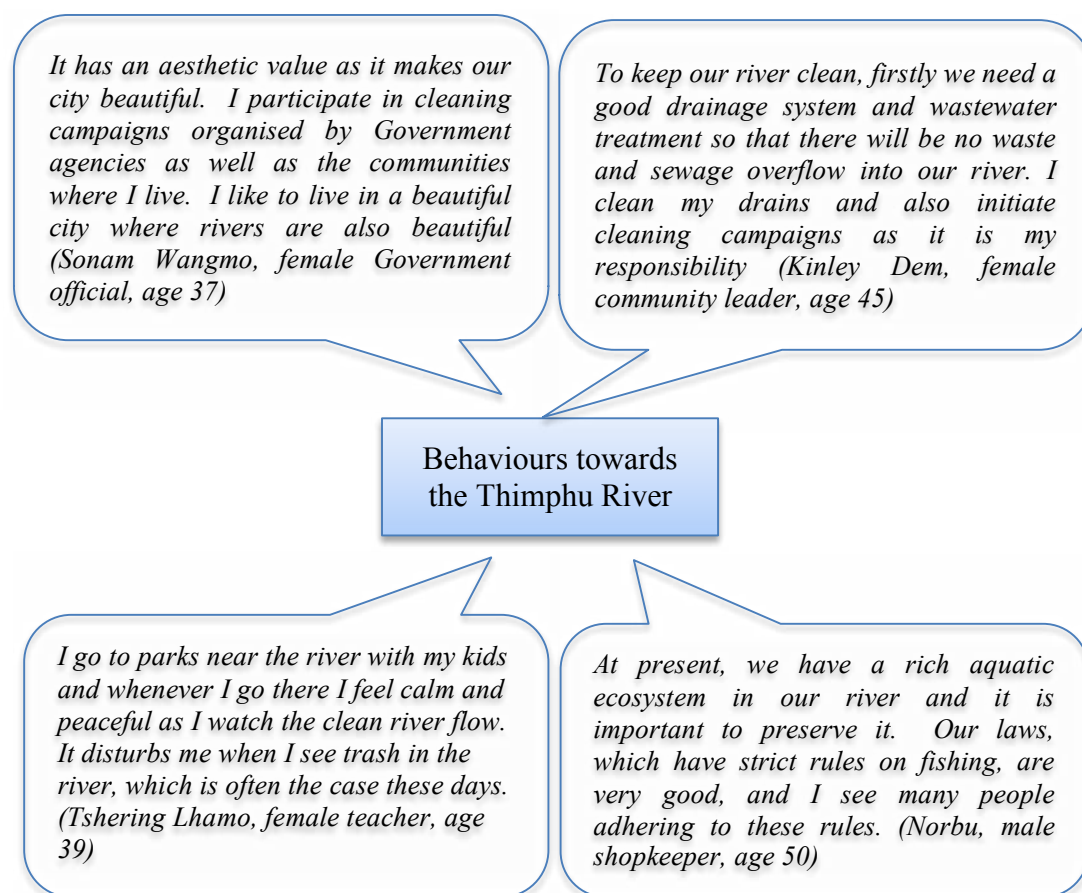 It has an aesthetic value as it makes our
city beautiful. I participate in cleaning
campaigns organised by Government
agencies as well as the communities
where I live. I like to live in a beautiful
city where rivers are also beautiful
(Sonam Wangmo, female Government
official, age 37)
To keep our river clean, firstly we need a
good drainage system and wastewater
treatment so that there will be no waste
and sewage overflow into our river. I
clean my drains and also initiate
cleaning campaigns as it is my
responsibility (Kinley Dem, female
community leader, age 45)
Behaviours towards
the Thimphu River
I go to parks near the river with my kids
and whenever I go there I feel calm and
peaceful as I watch the clean river flow.
It disturbs me when I see trash in the
river, which is often the case these days.
(Tshering Lhamo, female teacher, age
39)
At present, we have a rich aquatic
ecosystem in our river and it is
important to preserve it. Our laws,
which have strict rules on fishing, are
very good, and I see many people
adhering to these rules. (Norbu, male
shopkeeper, age 50)